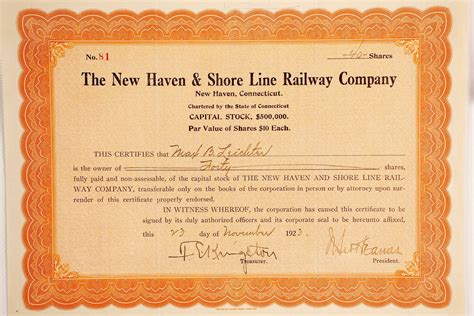 No. 81
-40- Shares
The New Haven & Shore Line Railway Company
New Haven, Connecticut.
Chartered by the State of Connecticut
CAPITAL STOCK, $500,000.
Par Value of Shares $10 Each.
THIS CERTIFIES that Max B. Lichter
is the owner of Forty shares,
fully paid and non-assessable, of the capital stock of THE NEW HAVEN AND SHORE LINE RAIL-
WAY COMPANY, transferable only on the books of the corporation in person or by attorney upon surren-
der of this certificate properly endorsed.
IN WITNESS WHEREOF, the corporation has caused this certificate to be
signed by its duly authorized officers and its corporate seal to be hereunto affixed,
this 23 day of November 1923.
Treasurer.
President.